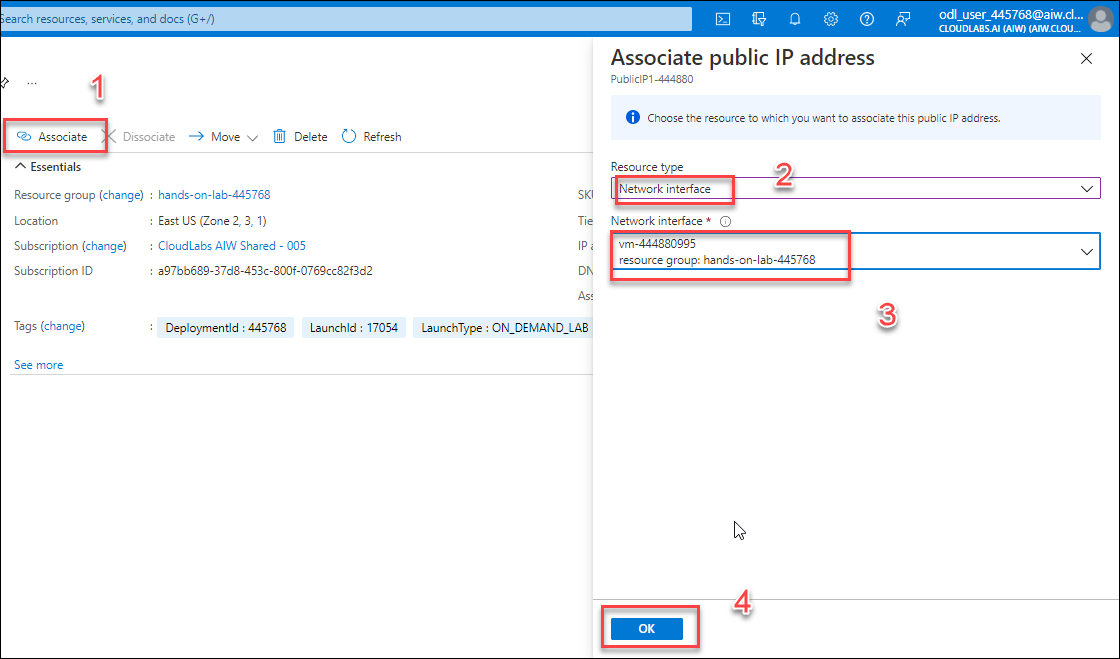 Search resources, services, and docs (G+/)
odl_user_445768@aiw.cl...
CLOUDLABS.AI (AIW) (AIW.CLOU...
...
1
Associate
Dissociate
Move
Delete
Refresh
Essentials
Resource group (change) : hands-on-lab-445768
Location : East US (Zone 2, 3, 1)
Subscription (change) : CloudLabs AIW Shared - 005
Subscription ID : a97bb689-37d8-453c-800f-0769cc82f3d2
SKU
Tie
IP a
DN
Ass
Tags (change) : DeploymentId : 445768 LaunchId : 17054 LaunchType : ON_DEMAND_LAB
See more
Associate public IP address
PublicIP1-444880
Choose the resource to which you want to associate this public IP address.
Resource type
2
Network interface
Network interface *
vm-444880995
resource group: hands-on-lab-445768
3
4
OK